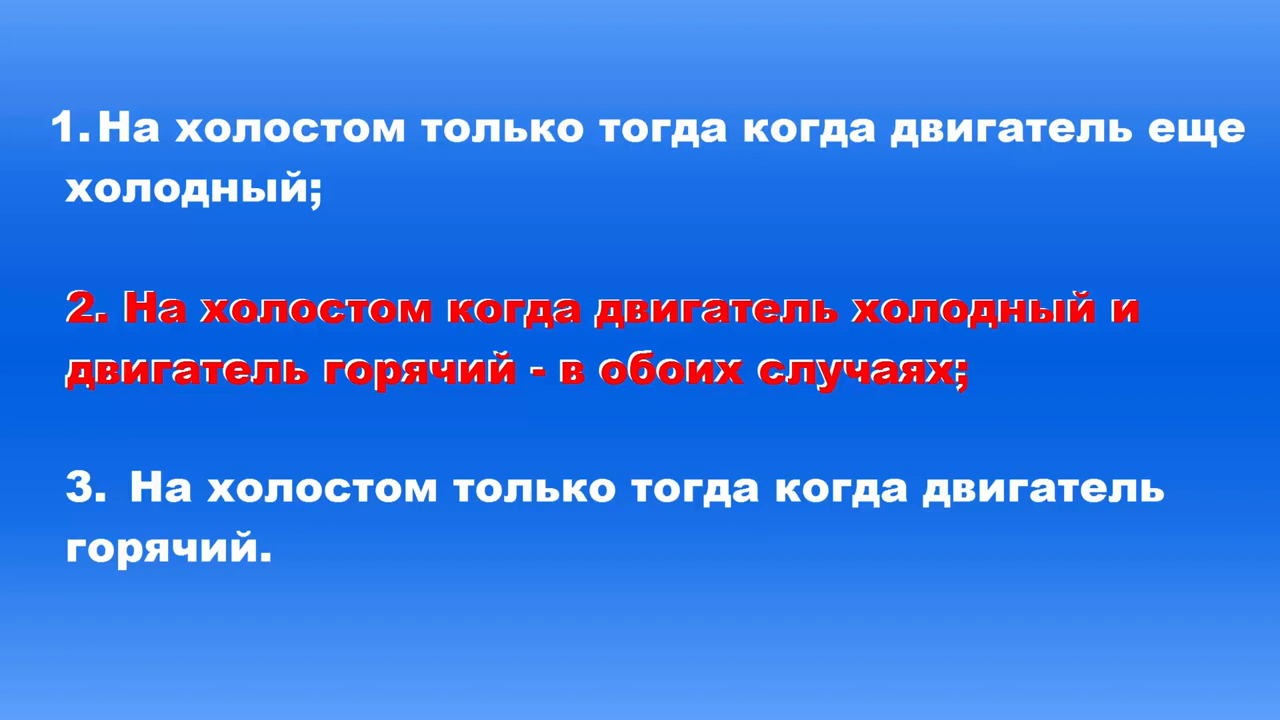 1. На холостом только тогда когда двигатель еще
холодный;
2. На холостом когда двигатель холодный и
двигатель горячий - в обоих случаях;
3. На холостом только тогда когда двигатель
горячий.